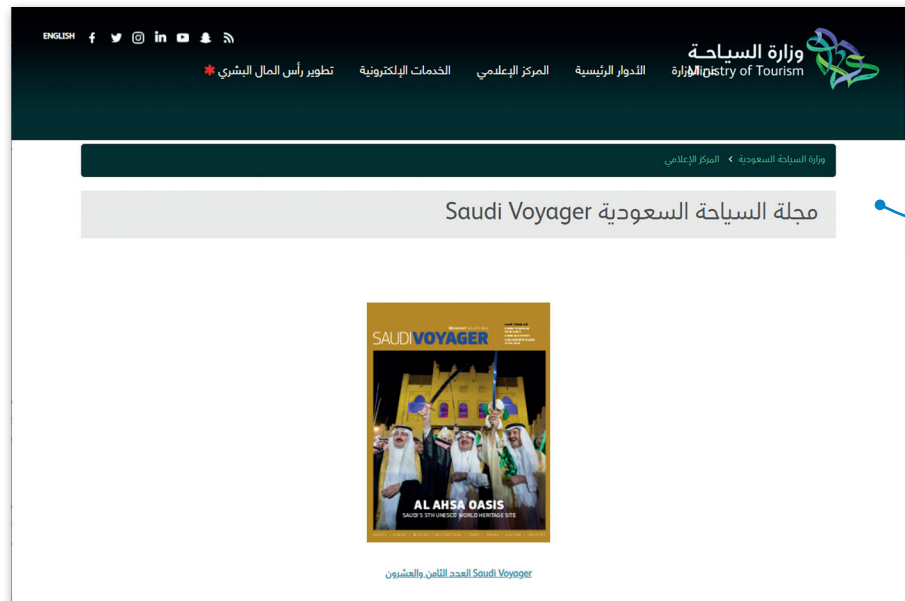 ENGLISH
وزارة السياحة
Ministry of Tourism
عن الوزارة
الأدوار الرئيسية
المركز الإعلامي
الخدمات الإلكترونية
تطوير رأس المال البشري
وزارة السياحة السعودية > المركز الإعلامي
مجلة السياحة السعودية Saudi Voyager
SAUDIVOYAGER
AL AHSA OASIS
SAUDI'S 5TH UNESCO WORLD HERITAGE SITE
Saudi Voyager العدد الثامن والعشرون